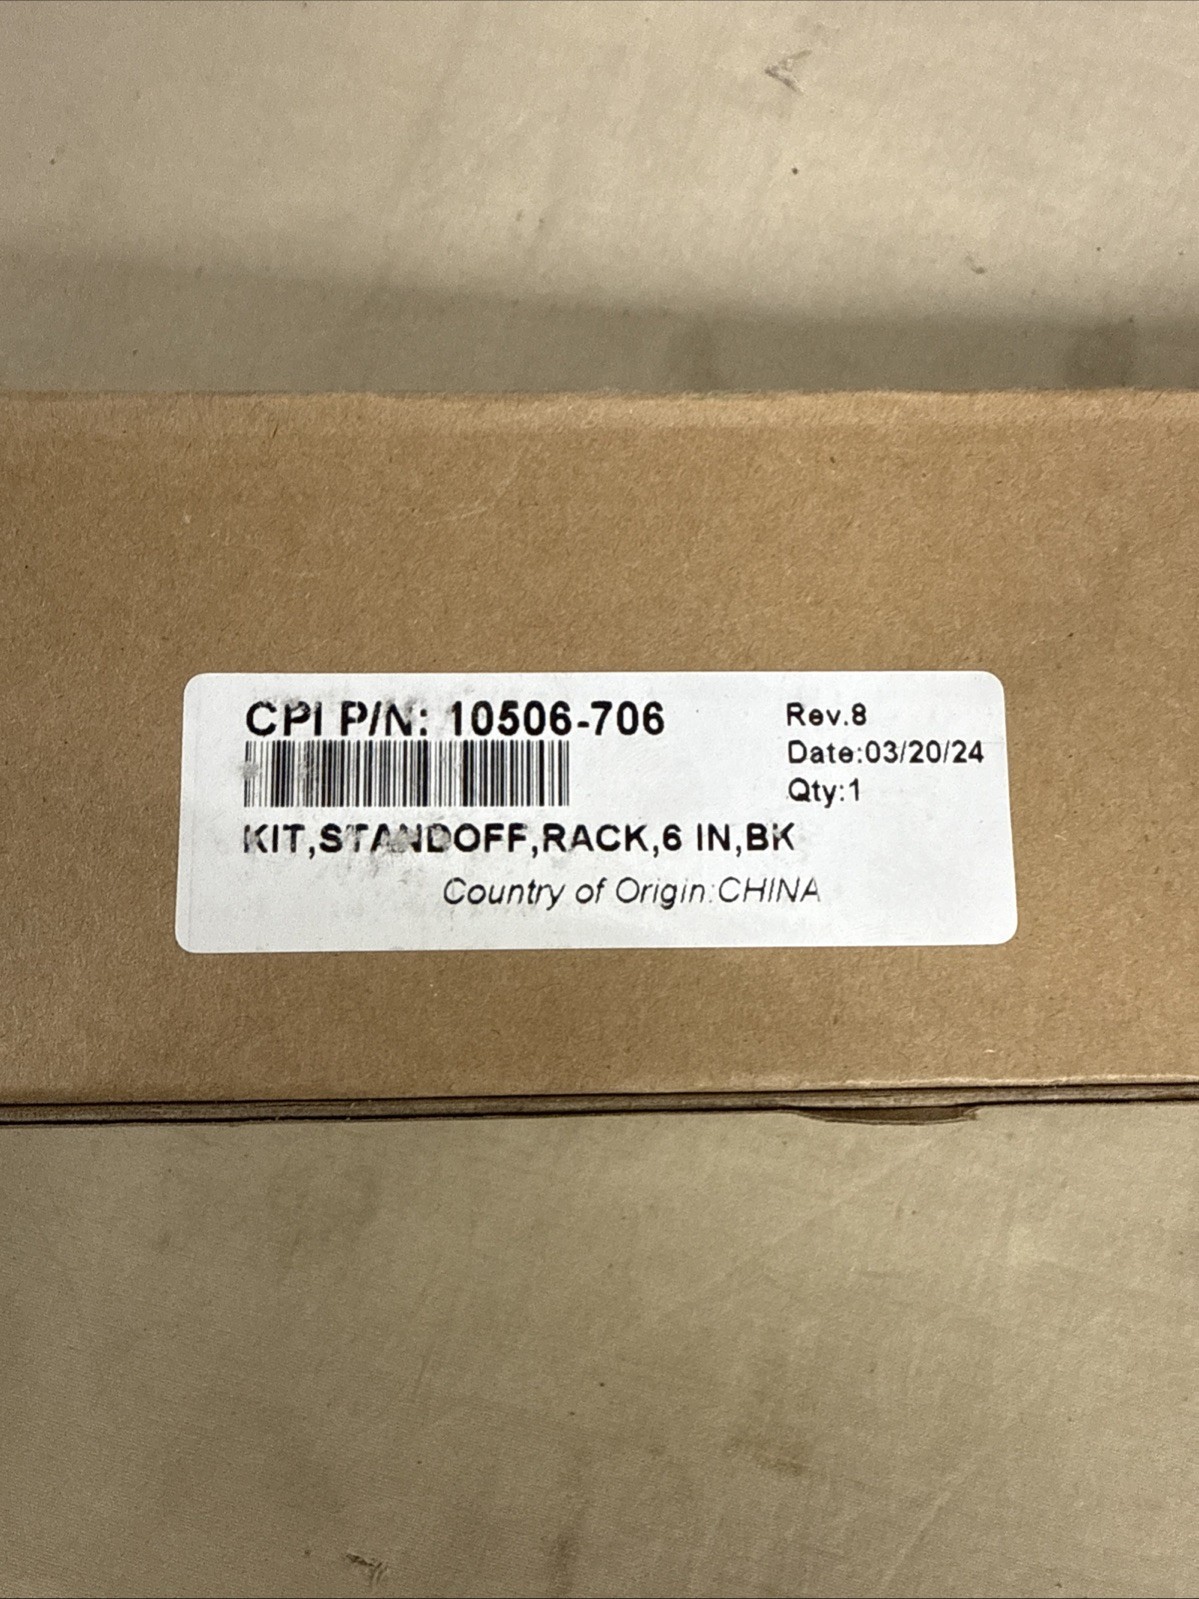 CPI P/N: 10506-706
Rev.8
Date:03/20/24
Qty:1
KIT,STANDOFF,RACK,6 IN,BK
Country of Origin:CHINA